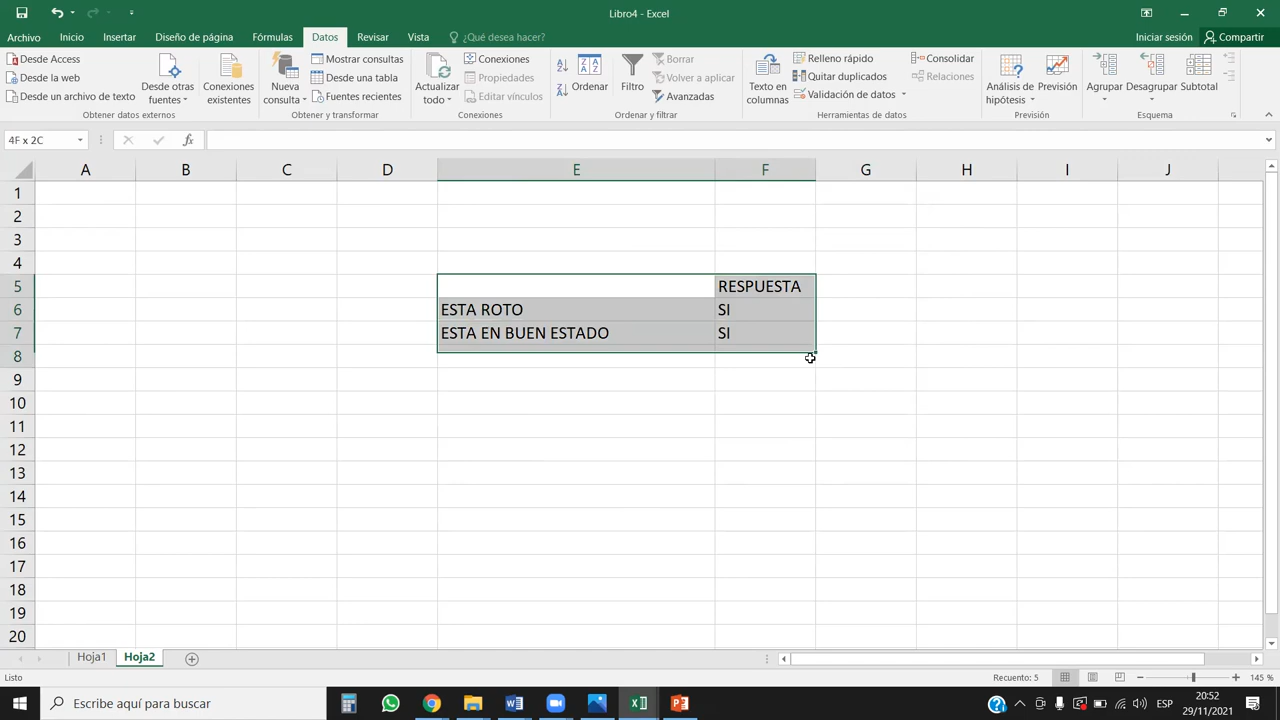 Libro4 - Excel
Archivo Inicio Insertar Diseño de página Fórmulas Datos Revisar Vista ¿Qué desea hacer? Iniciar sesión Compartir
Desde Access
Desde la web
Desde un archivo de texto
Desde otras fuentes
Conexiones existentes
Obtener datos externos
Nueva consulta
Mostrar consultas
Desde una tabla
Fuentes recientes
Obtener y transformar
Actualizar todo
Conexiones
Propiedades
Editar vínculos
Conexiones
Ordenar
Filtro
Borrar
Volver a aplicar
Avanzadas
Ordenar y filtrar
Texto en columnas
Relleno rápido
Quitar duplicados
Validación de datos
Consolidar
Relaciones
Herramientas de datos
Análisis de hipótesis
Previsión
Previsión
Agrupar
Desagrupar
Subtotal
Esquema
4F x 2C fx
A B C D E F G H I J
1
2
3
4
5 RESPUESTA
6 ESTA ROTO SI
7 ESTA EN BUEN ESTADO SI
8
9
10
11
12
13
14
15
16
17
18
19
20
Hoja1 Hoja2
Listo Recuento: 5 145 %
Escribe aquí para buscar ESP 20:52
29/11/2021